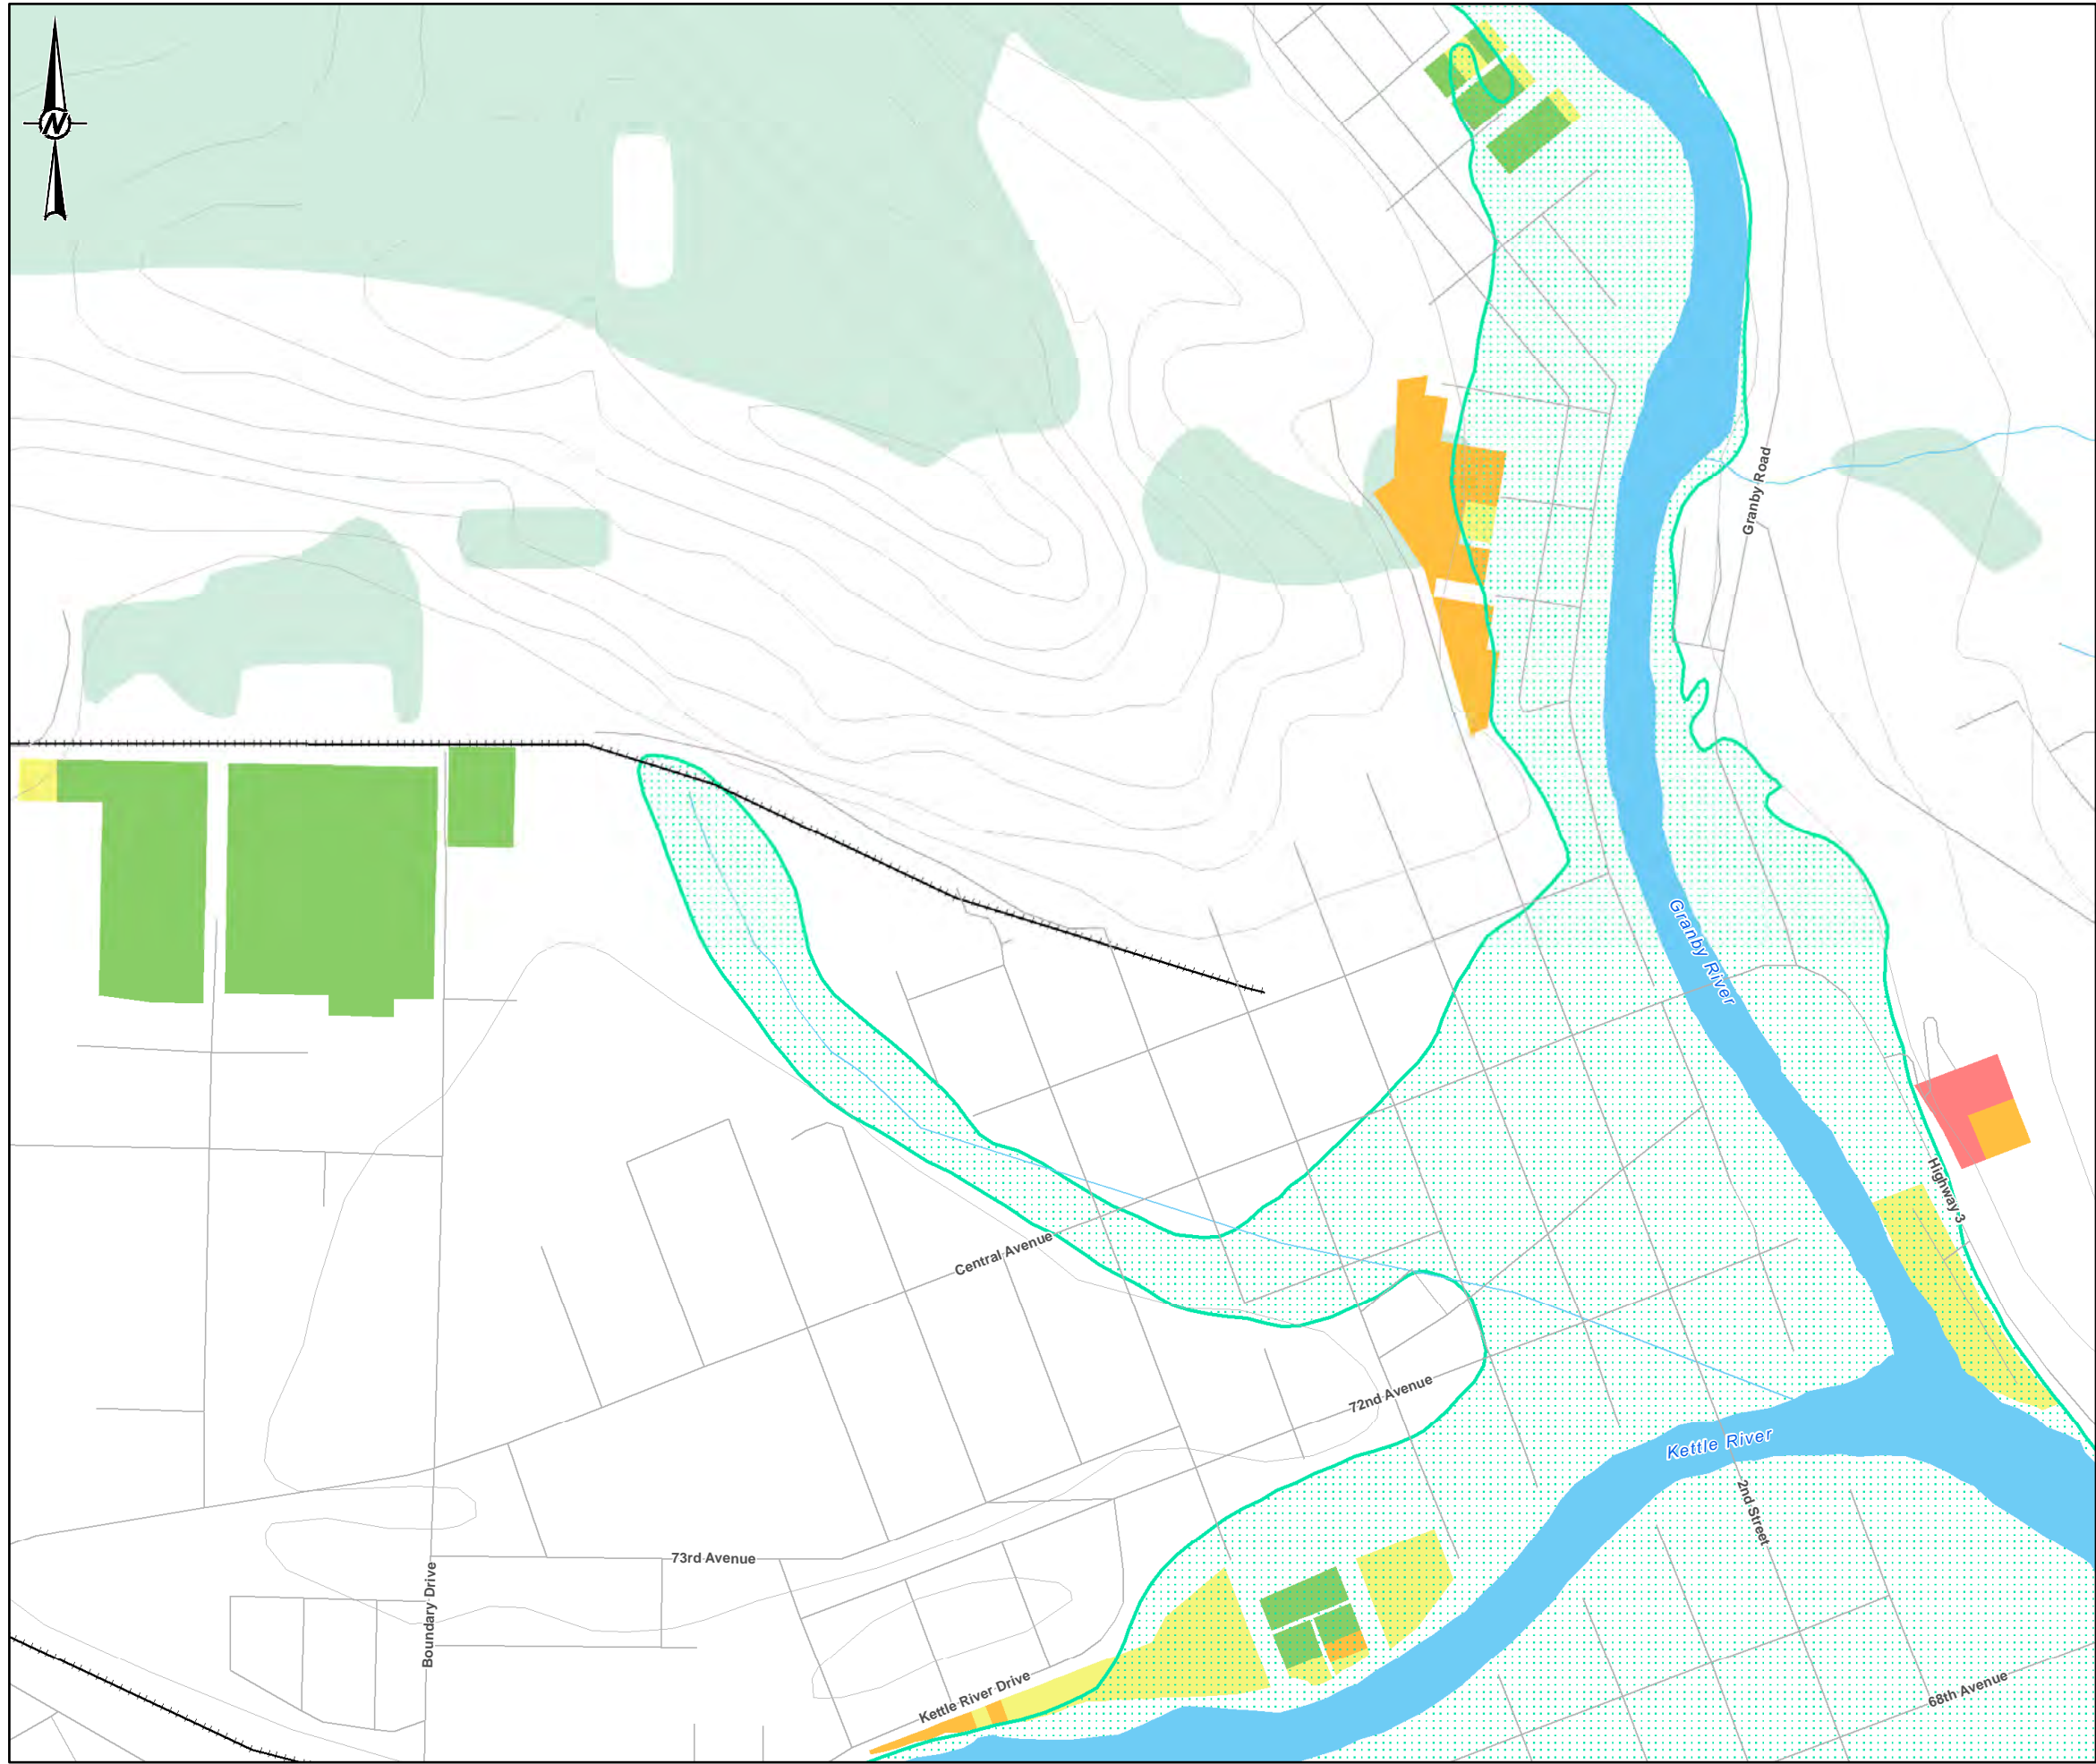 N
Granby Road
Granby River
Highway 3
Central Avenue
72nd Avenue
Kettle River
2nd Street
73rd Avenue
Boundary Drive
Kettle River Drive
68th Avenue